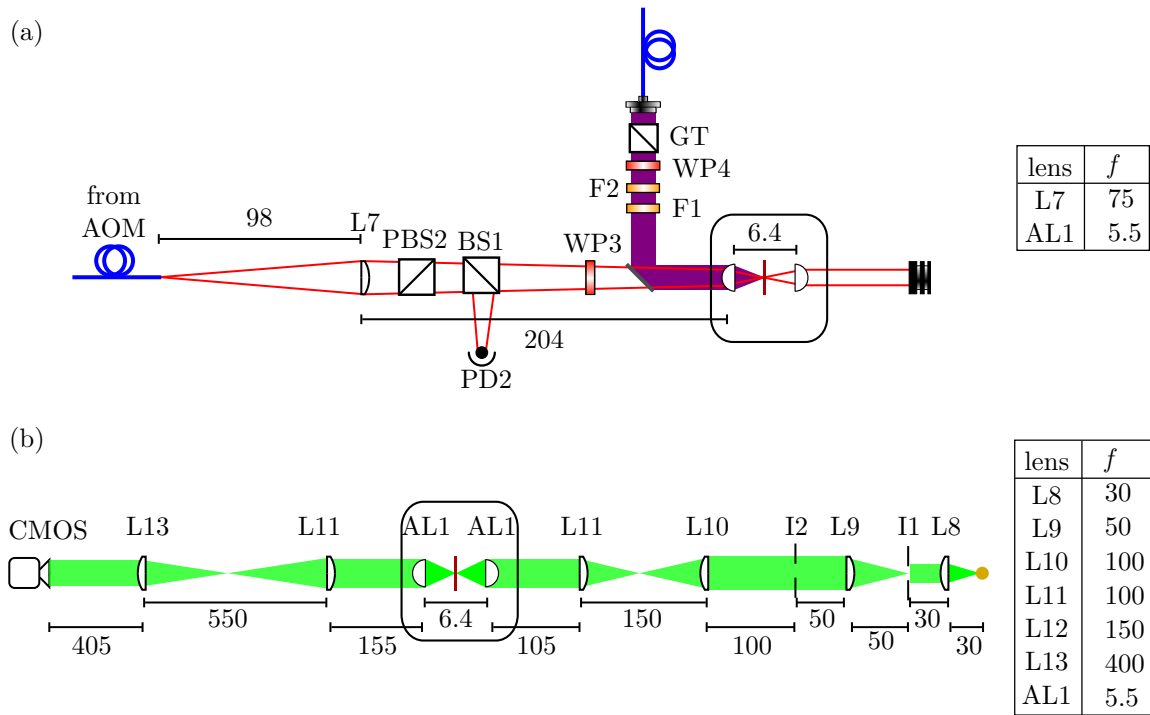 (a)
GT
WP4
F2
F1
from
AOM
98
L7
PBS2
BS1
WP3
6.4
204
PD2
lens f
L7 75
AL1 5.5
(b)
CMOS
L13
L11
AL1
AL1
L11
L10
I2
L9
I1
L8
550
6.4
150
50
30
405
155
105
100
50
30
lens f
L8 30
L9 50
L10 100
L11 100
L12 150
L13 400
AL1 5.5